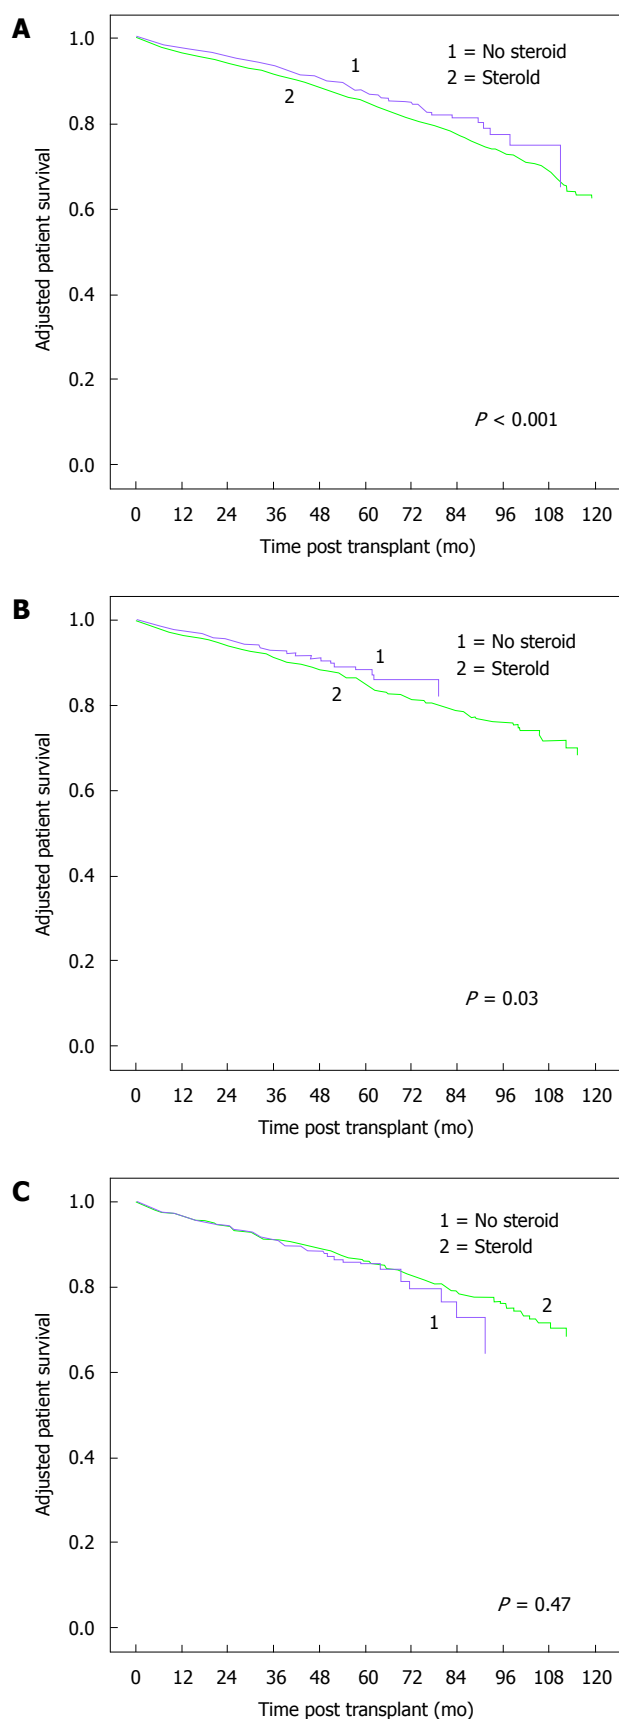 A
Adjusted patient survival
1.0
0.8
0.6
0.4
0.2
0.0
1
2
1 = No steroid
2 = Sterold
P < 0.001
0 12 24 36 48 60 72 84 96 108 120
Time post transplant (mo)
B
Adjusted patient survival
1.0
0.8
0.6
0.4
0.2
0.0
1
2
1 = No steroid
2 = Sterold
P = 0.03
0 12 24 36 48 60 72 84 96 108 120
Time post transplant (mo)
C
Adjusted patient survival
1.0
0.8
0.6
0.4
0.2
0.0
1 = No steroid
2 = Sterold
2
1
P = 0.47
0 12 24 36 48 60 72 84 96 108 120
Time post transplant (mo)